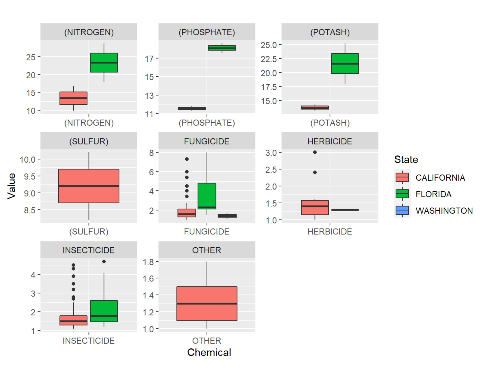 (NITROGEN) (PHOSPHATE) (POTASH)
25
20
15
10
17
15
13
11
25.0
22.5
20.0
17.5
15.0
(NITROGEN) (PHOSPHATE) (POTASH)
(SULFUR) FUNGICIDE HERBICIDE
10.0
9.5
9.0
8.5
8
6
4
2
3.0
2.5
2.0
1.5
1.0
(SULFUR) FUNGICIDE HERBICIDE
INSECTICIDE OTHER
4
3
2
1
1.8
1.6
1.4
1.2
1.0
INSECTICIDE OTHER
Value
Chemical
State
CALIFORNIA
FLORIDA
WASHINGTON